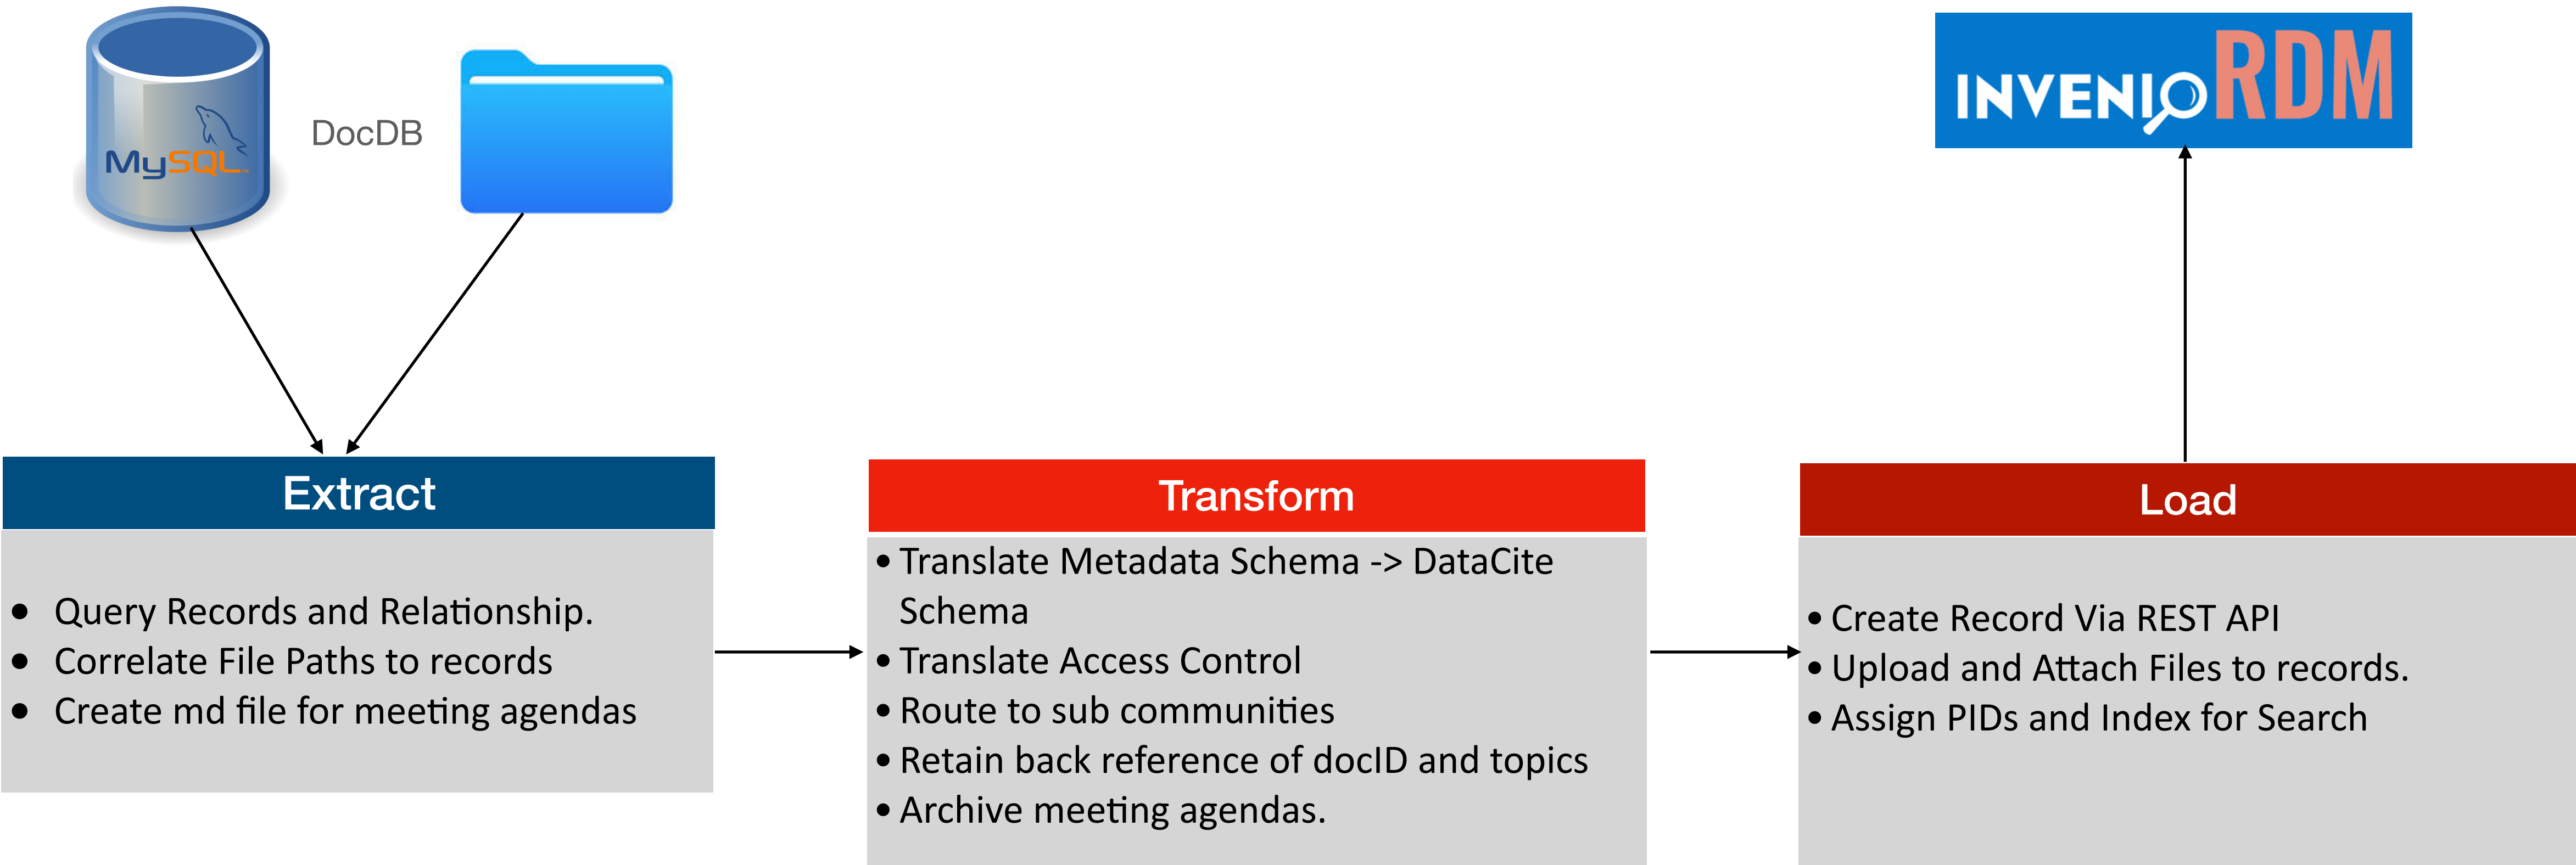 MySQL
DocDB
INVENIORDM
Extract
• Query Records and Relationship.
• Correlate File Paths to records
• Create md file for meeting agendas
Transform
• Translate Metadata Schema -> DataCite
Schema
• Translate Access Control
• Route to sub communities
• Retain back reference of docID and topics
• Archive meeting agendas.
Load
• Create Record Via REST API
• Upload and Attach Files to records.
• Assign PIDs and Index for Search